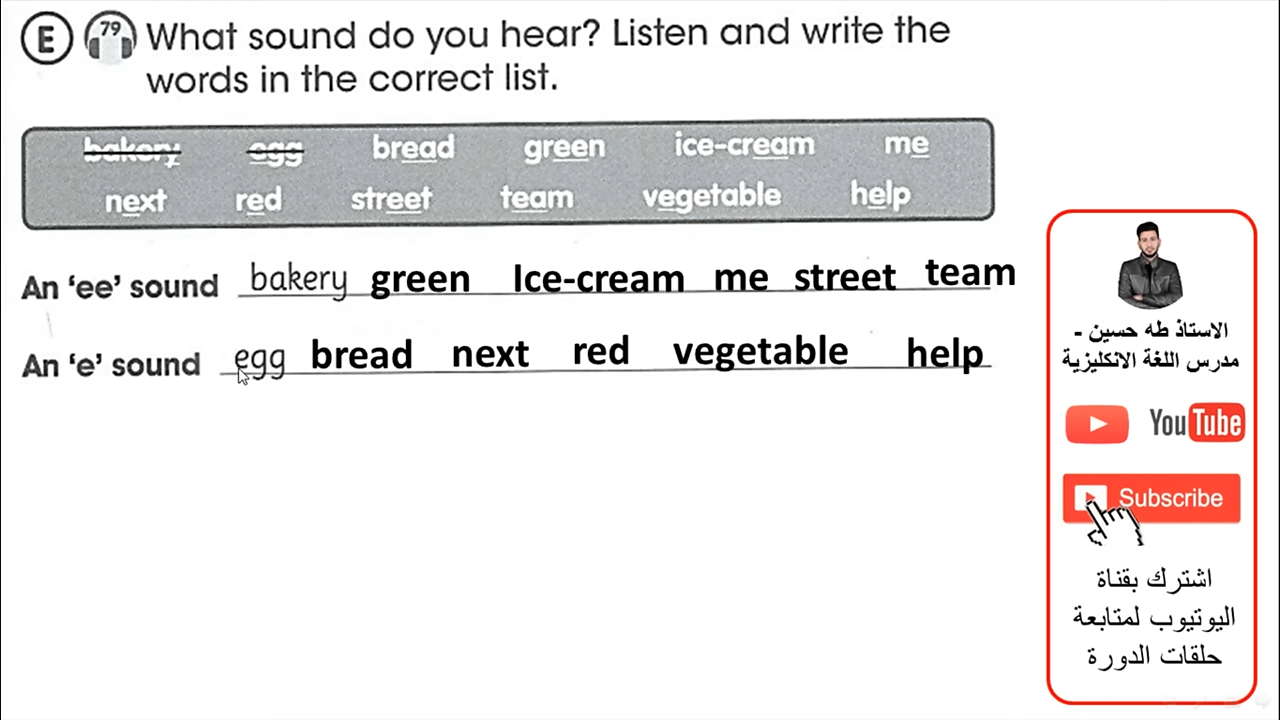 E 79 What sound do you hear? Listen and write the
words in the correct list.
bakery egg bread green ice-cream me
next red street team vegetable help
An ‘ee’ sound bakery green Ice-cream me street team
An ‘e’ sound egg bread next red vegetable help
الاستاذ طه حسين -
مدرس اللغة الانكليزية
YouTube
Subscribe
اشترك بقناة
اليوتيوب لمتابعة
حلقات الدورة